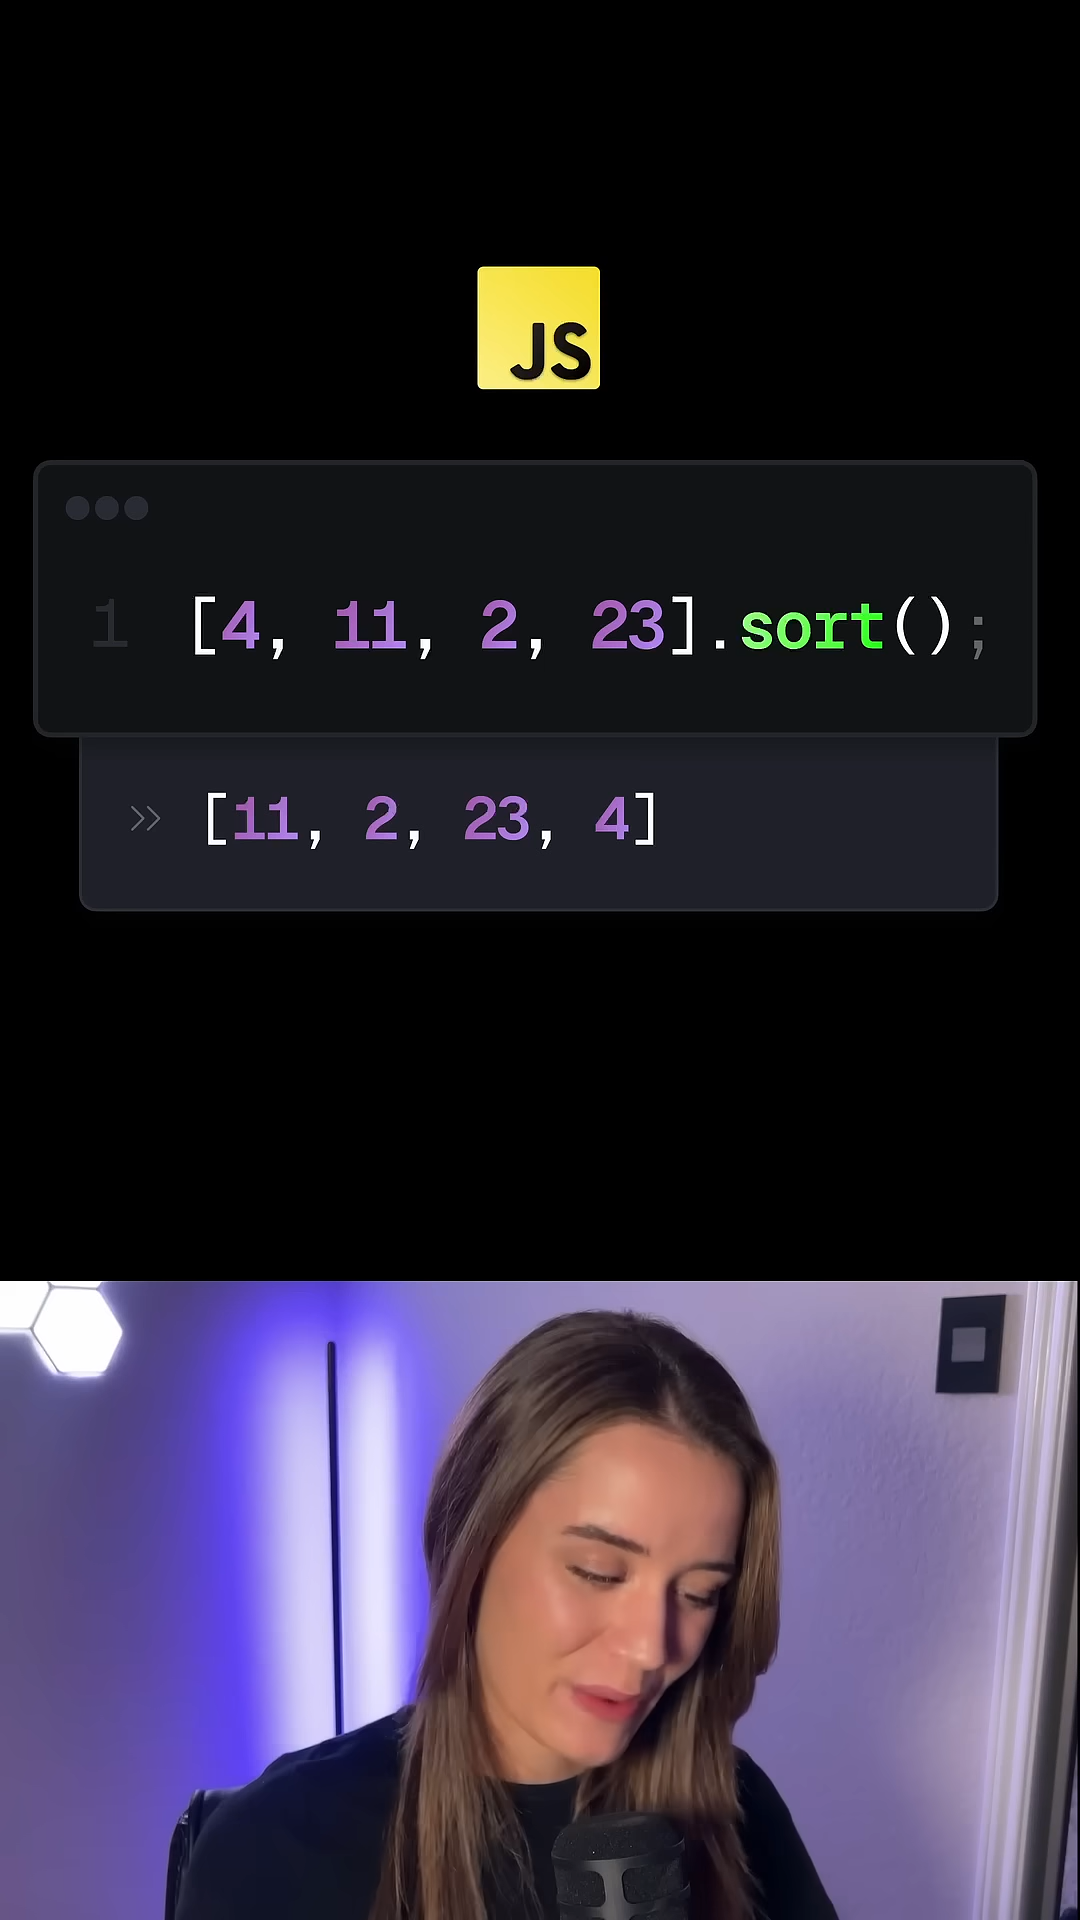 JS
1 [4, 11, 2, 23].sort();
>> [11, 2, 23, 4]